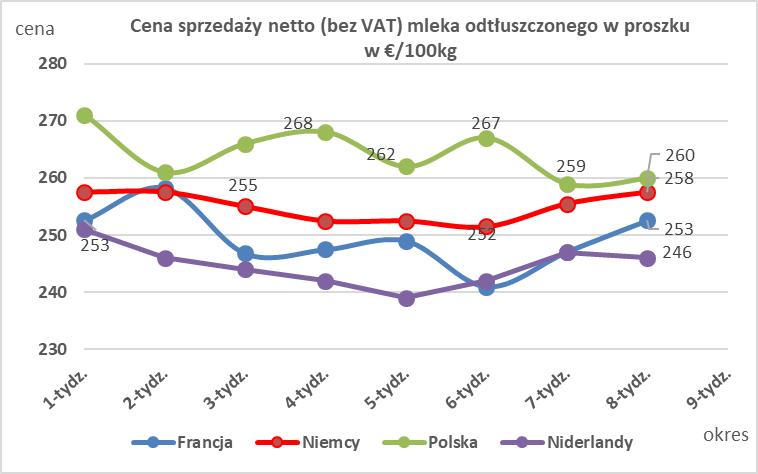 cena
Cena sprzedaży netto (bez VAT) mleka odtłuszczonego w proszku
w €/100kg
280
270
260
250
240
230
268
267
262
259
260
258
255
253
253
252
246
1-tydz.
2-tydz.
3-tydz.
4-tydz.
5-tydz.
6-tydz.
7-tydz.
8-tydz.
9-tydz.
okres
Francja Niemcy Polska Niderlandy